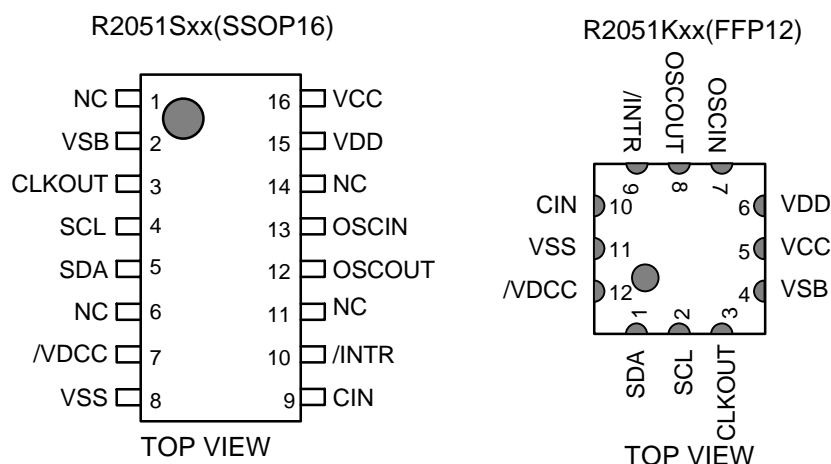 R2051Sxx(SSOP16)
NC 1 16 VCC
VSB 2 15 VDD
CLKOUT 3 14 NC
SCL 4 13 OSCIN
SDA 5 12 OSCOUT
NC 6 11 NC
/VDCC 7 10 /INTR
VSS 8 9 CIN
TOP VIEW
R2051Kxx(FFP12)
/INTR OSCOUT OSCIN
9 8 7
CIN 10 6 VDD
VSS 11 5 VCC
/VDCC 12 4 VSB
1 2 3
SDA SCL CLKOUT
TOP VIEW